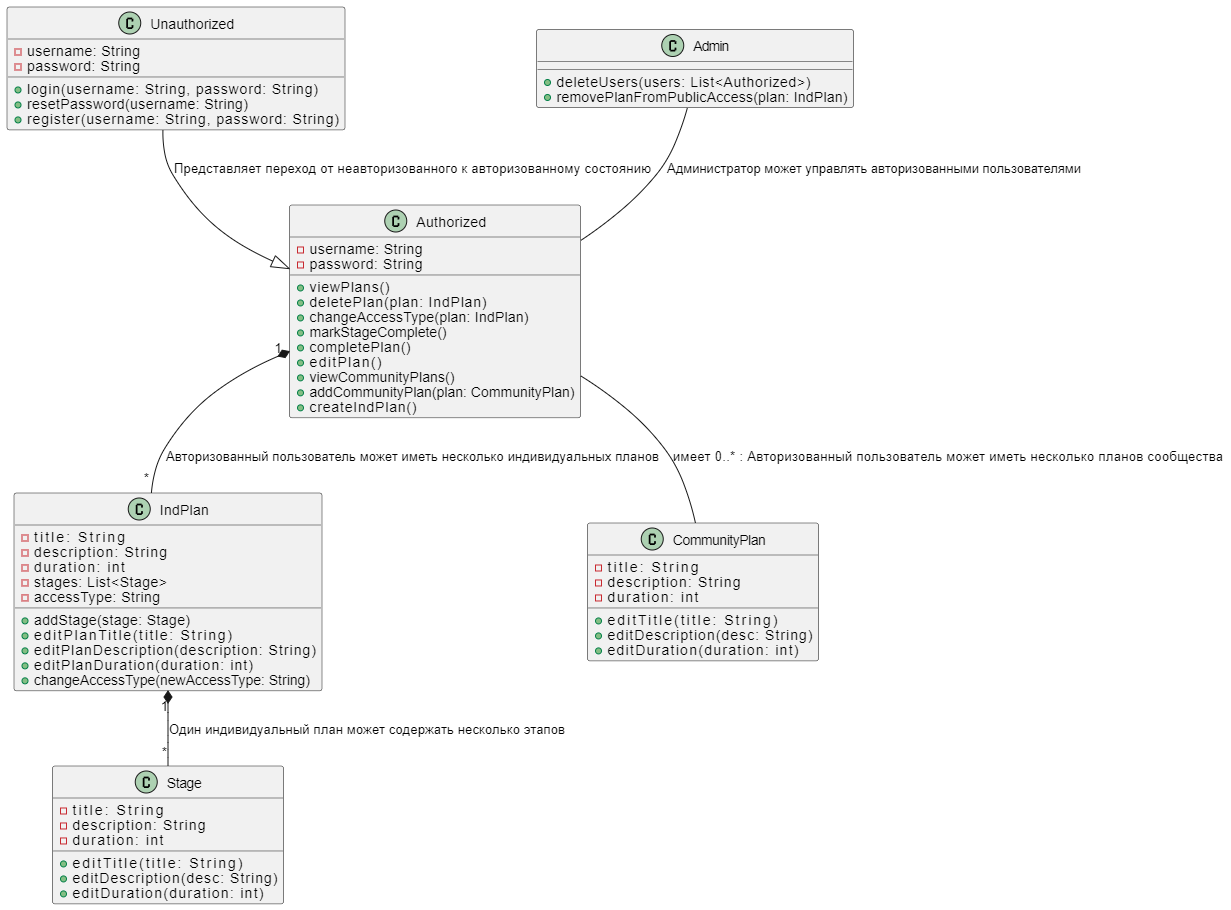 C Unauthorized
username: String
password: String
login(username: String, password: String)
resetPassword(username: String)
register(username: String, password: String)
C Admin
deleteUsers(users: List<Authorized>)
removePlanFromPublicAccess(plan: IndPlan)
Представляет переход от неавторизованного к авторизованному состоянию
Администратор может управлять авторизованными пользователями
C Authorized
username: String
password: String
viewPlans()
deletePlan(plan: IndPlan)
changeAccessType(plan: IndPlan)
markStageComplete()
completePlan()
editPlan()
viewCommunityPlans()
addCommunityPlan(plan: CommunityPlan)
createIndPlan()
1
Авторизованный пользователь может иметь несколько индивидуальных планов
*
имеет 0..* : Авторизованный пользователь может иметь несколько планов сообщества
C IndPlan
title: String
description: String
duration: int
stages: List<Stage>
accessType: String
addStage(stage: Stage)
editPlanTitle(title: String)
editPlanDescription(description: String)
editPlanDuration(duration: int)
changeAccessType(newAccessType: String)
C CommunityPlan
title: String
description: String
duration: int
editTitle(title: String)
editDescription(desc: String)
editDuration(duration: int)
1
Один индивидуальный план может содержать несколько этапов
*
C Stage
title: String
description: String
duration: int
editTitle(title: String)
editDescription(desc: String)
editDuration(duration: int)